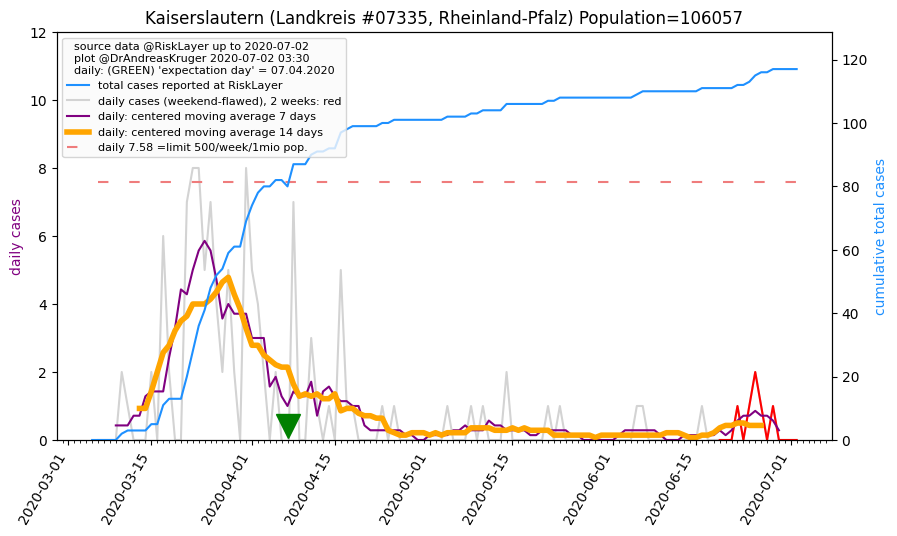 Kaiserslautern (Landkreis #07335, Rheinland-Pfalz) Population=106057
source data @RiskLayer up to 2020-07-02
plot @DrAndreasKruger 2020-07-02 03:30
daily: (GREEN) 'expectation day' = 07.04.2020
total cases reported at RiskLayer
daily cases (weekend-flawed), 2 weeks: red
daily: centered moving average 7 days
daily: centered moving average 14 days
daily 7.58 =limit 500/week/1mio pop.
daily cases
12
10
8
6
4
2
0
cumulative total cases
120
100
80
60
40
20
0
2020-03-01
2020-03-15
2020-04-01
2020-04-15
2020-05-01
2020-05-15
2020-06-01
2020-06-15
2020-07-01